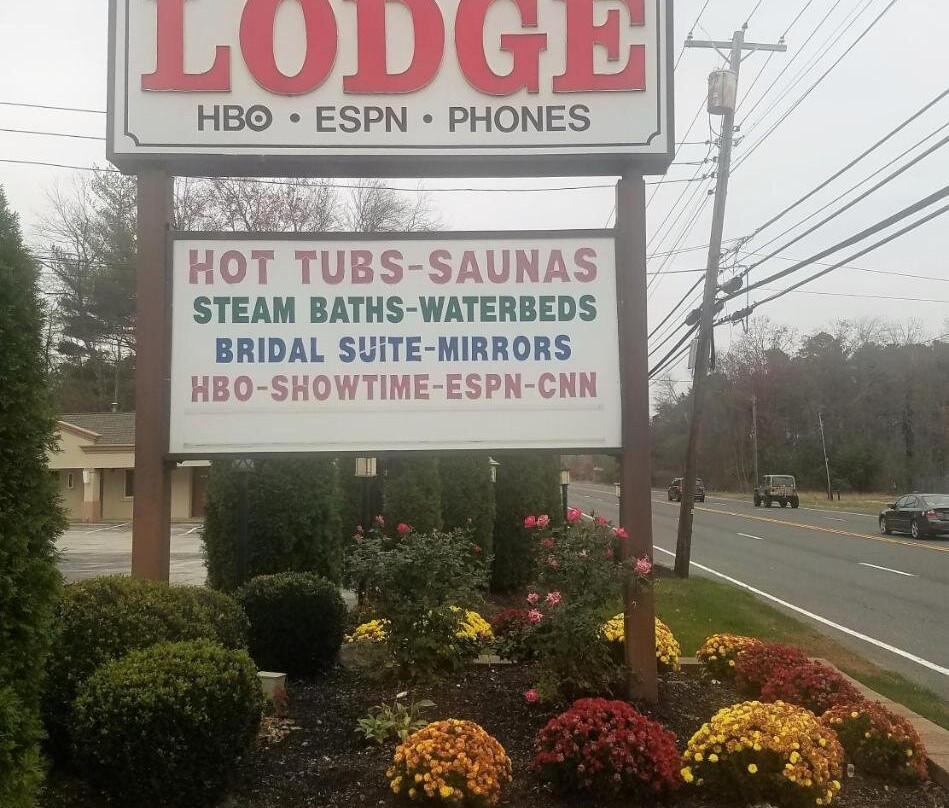 LODGE
HBO • ESPN • PHONES
HOT TUBS-SAUNAS
STEAM BATHS-WATERBEDS
BRIDAL SUITE-MIRRORS
HBO-SHOWTIME-ESPN-CNN